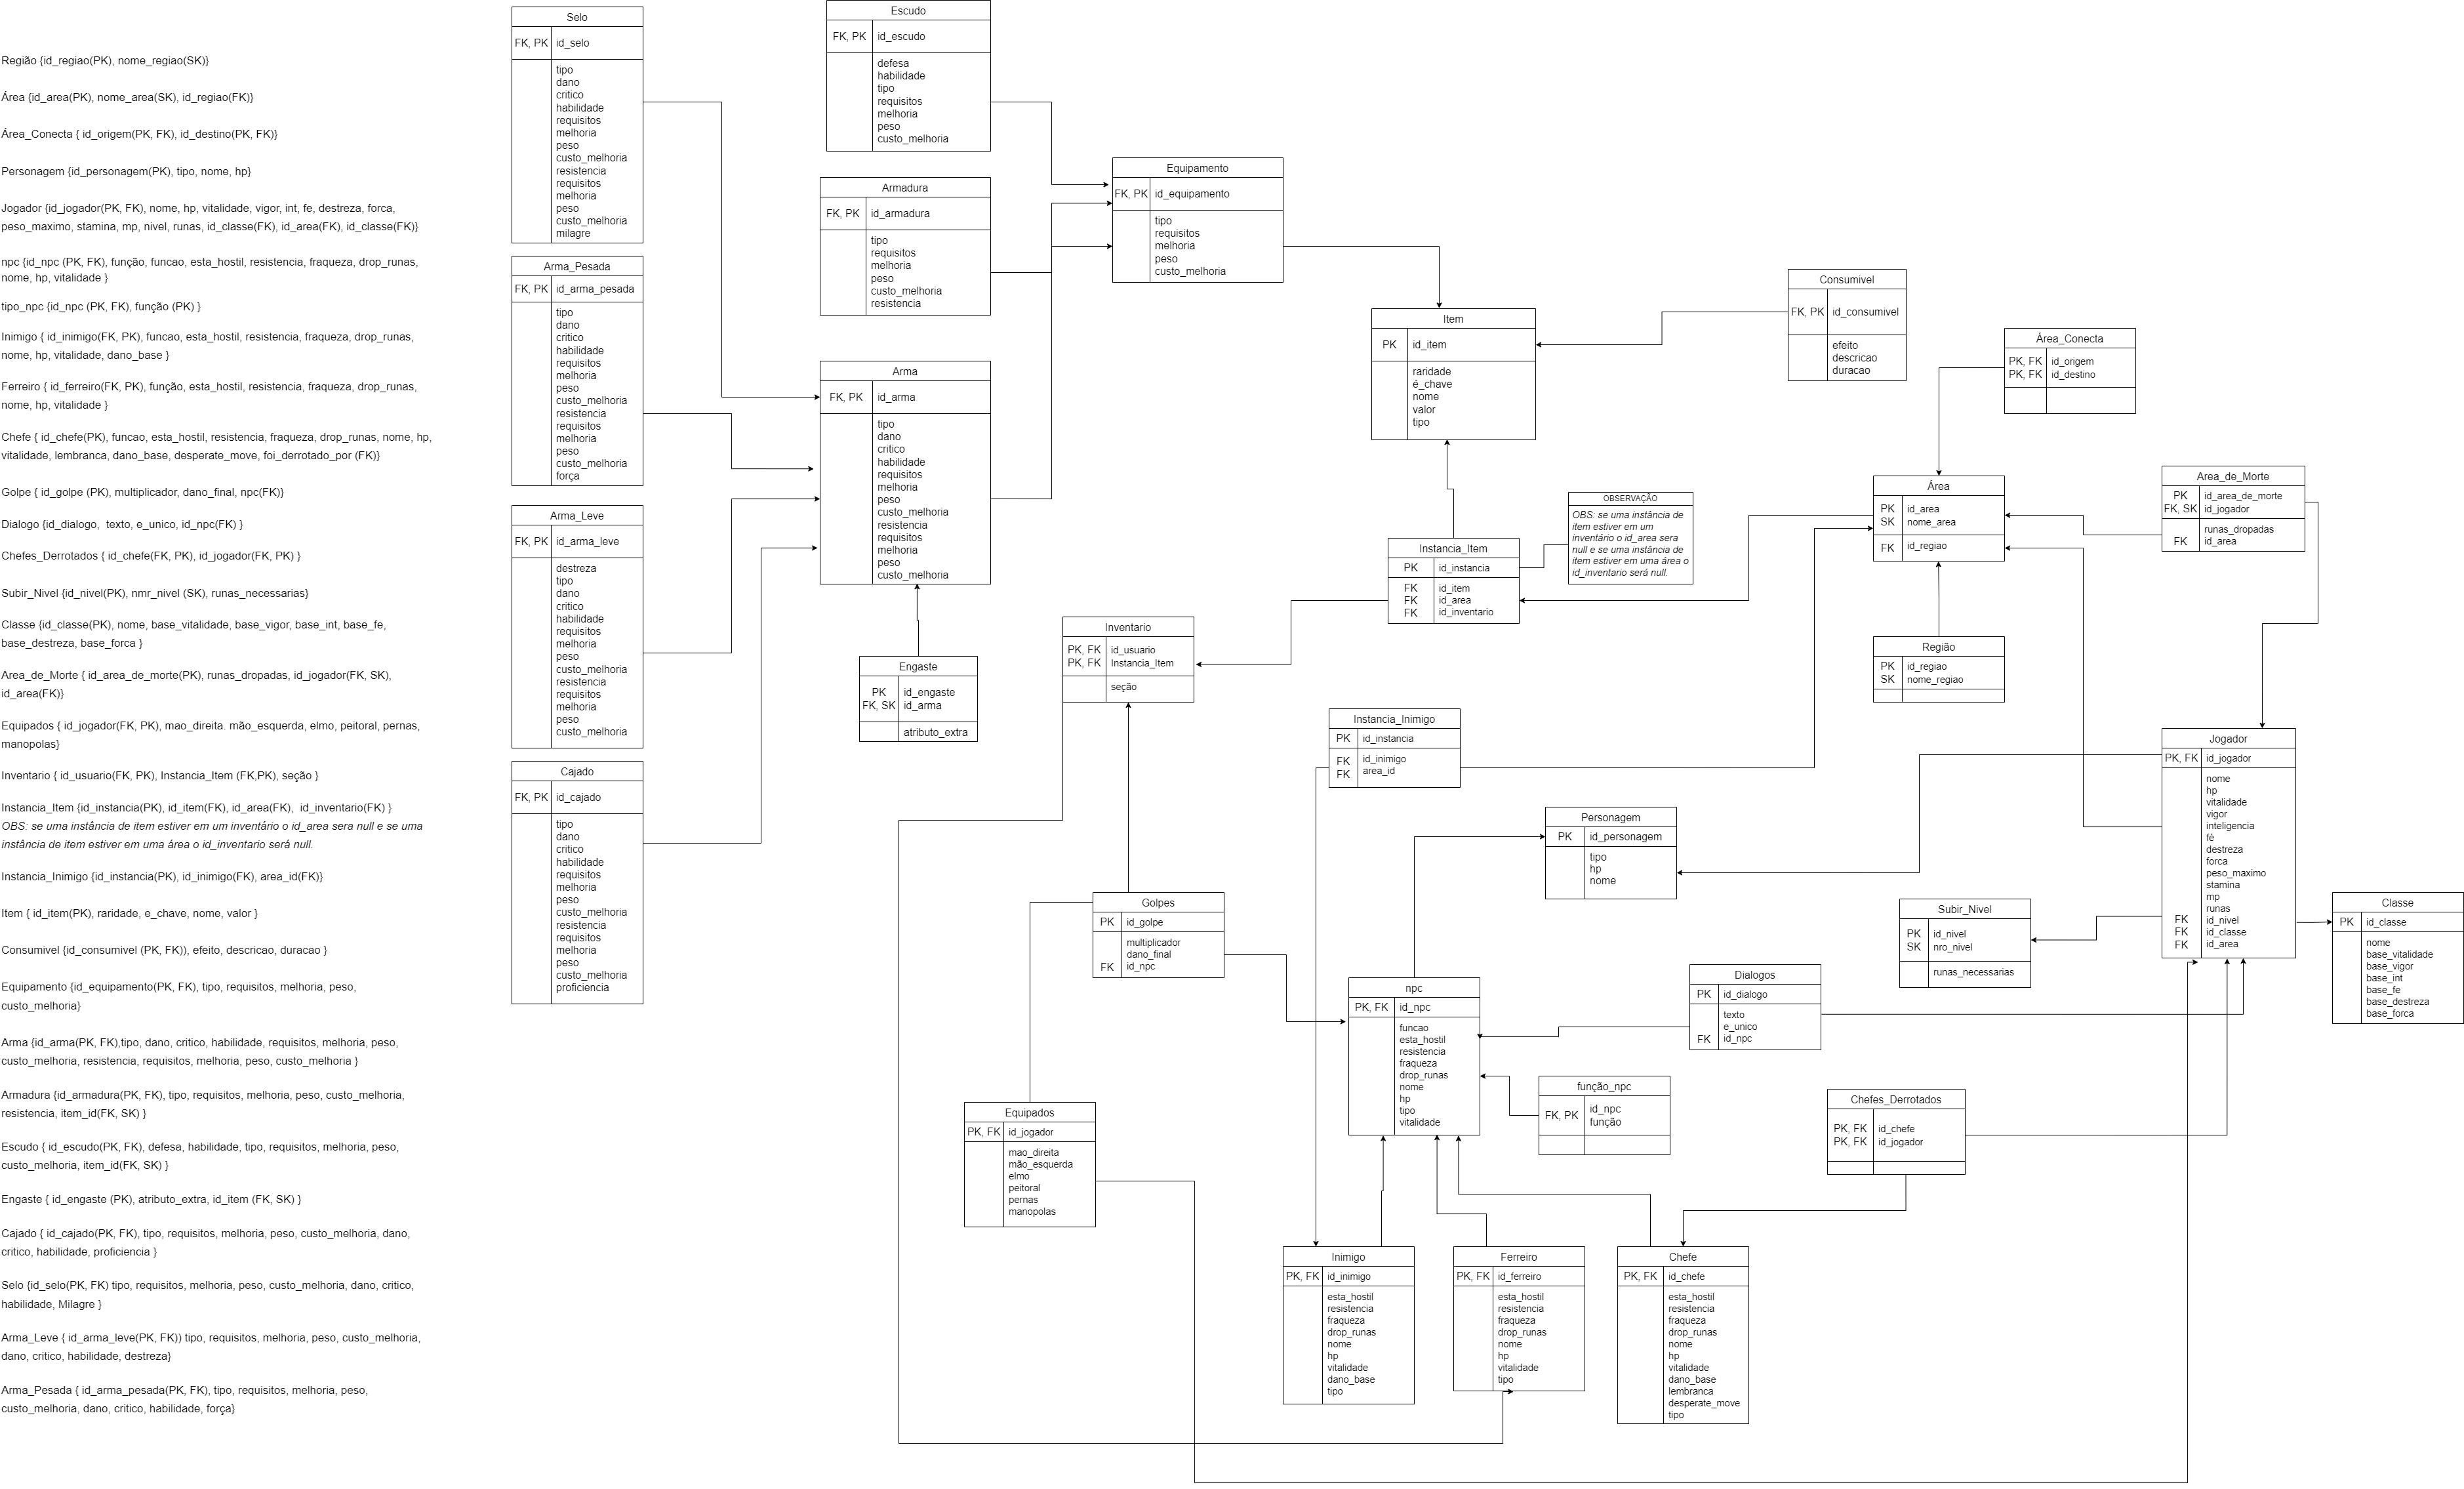 Região {id_regiao(PK), nome_regiao(SK)}
Área {id_area(PK), nome_area(SK), id_regiao(FK)}
Área_Conecta { id_origem(PK, FK), id_destino(PK, FK)}
Personagem {id_personagem(PK), tipo, nome, hp}
Jogador {id_jogador(PK, FK), nome, hp, vitalidade, vigor, int, fe, destreza, forca,
peso_maximo, stamina, mp, nivel, runas, id_classe(FK), id_area(FK), id_classe(FK)}
npc {id_npc (PK, FK), função, funcao, esta_hostil, resistencia, fraqueza, drop_runas,
nome, hp, vitalidade }
tipo_npc {id_npc (PK, FK), função (PK) }
Inimigo { id_inimigo(FK, PK), funcao, esta_hostil, resistencia, fraqueza, drop_runas,
nome, hp, vitalidade, dano_base }
Ferreiro { id_ferreiro(FK, PK), função, esta_hostil, resistencia, fraqueza, drop_runas,
nome, hp, vitalidade }
Chefe { id_chefe(PK), funcao, esta_hostil, resistencia, fraqueza, drop_runas, nome, hp,
vitalidade, lembranca, dano_base, desperate_move, foi_derrotado_por (FK)}
Golpe { id_golpe (PK), multiplicador, dano_final, npc(FK)}
Dialogo {id_dialogo,  texto, e_unico, id_npc(FK) }
Chefes_Derrotados { id_chefe(FK, PK), id_jogador(FK, PK) }
Subir_Nivel {id_nivel(PK), nmr_nivel (SK), runas_necessarias}
Classe {id_classe(PK), nome, base_vitalidade, base_vigor, base_int, base_fe,
base_destreza, base_forca }
Area_de_Morte { id_area_de_morte(PK), runas_dropadas, id_jogador(FK, SK),
id_area(FK)}
Equipados { id_jogador(FK, PK), mao_direita. mão_esquerda, elmo, peitoral, pernas,
manopolas}
Inventario { id_usuario(FK, PK), Instancia_Item (FK,PK), seção }
Instancia_Item {id_instancia(PK), id_item(FK), id_area(FK),  id_inventario(FK) }
OBS: se uma instância de item estiver em um inventário o id_area sera null e se uma
instância de item estiver em uma área o id_inventario será null.
Instancia_Inimigo {id_instancia(PK), id_inimigo(FK), area_id(FK)}
Item { id_item(PK), raridade, e_chave, nome, valor }
Consumivel {id_consumivel (PK, FK)), efeito, descricao, duracao }
Equipamento {id_equipamento(PK, FK), tipo, requisitos, melhoria, peso,
custo_melhoria}
Arma {id_arma(PK, FK),tipo, dano, critico, habilidade, requisitos, melhoria, peso,
custo_melhoria, resistencia, requisitos, melhoria, peso, custo_melhoria }
Armadura {id_armadura(PK, FK), tipo, requisitos, melhoria, peso, custo_melhoria,
resistencia, item_id(FK, SK) }
Escudo { id_escudo(PK, FK), defesa, habilidade, tipo, requisitos, melhoria, peso,
custo_melhoria, item_id(FK, SK) }
Engaste { id_engaste (PK), atributo_extra, id_item (FK, SK) }
Cajado { id_cajado(PK, FK), tipo, requisitos, melhoria, peso, custo_melhoria, dano,
critico, habilidade, proficiencia }
Selo {id_selo(PK, FK) tipo, requisitos, melhoria, peso, custo_melhoria, dano, critico,
habilidade, Milagre }
Arma_Leve { id_arma_leve(PK, FK)) tipo, requisitos, melhoria, peso, custo_melhoria,
dano, critico, habilidade, destreza}
Arma_Pesada { id_arma_pesada(PK, FK), tipo, requisitos, melhoria, peso,
custo_melhoria, dano, critico, habilidade, força}
Selo
FK, PK id_selo
tipo
dano
critico
habilidade
requisitos
melhoria
peso
custo_melhoria
resistencia
requisitos
melhoria
peso
custo_melhoria
milagre
Arma_Pesada
FK, PK id_arma_pesada
tipo
dano
critico
habilidade
requisitos
melhoria
peso
custo_melhoria
resistencia
requisitos
melhoria
peso
custo_melhoria
força
Arma_Leve
FK, PK id_arma_leve
destreza
tipo
dano
critico
habilidade
requisitos
melhoria
peso
custo_melhoria
resistencia
requisitos
melhoria
peso
custo_melhoria
Cajado
FK, PK id_cajado
tipo
dano
critico
habilidade
requisitos
melhoria
peso
custo_melhoria
resistencia
requisitos
melhoria
peso
custo_melhoria
proficiencia
Escudo
FK, PK id_escudo
defesa
habilidade
tipo
requisitos
melhoria
peso
custo_melhoria
Armadura
FK, PK id_armadura
tipo
requisitos
melhoria
peso
custo_melhoria
resistencia
Arma
FK, PK id_arma
tipo
dano
critico
habilidade
requisitos
melhoria
peso
custo_melhoria
resistencia
requisitos
melhoria
peso
custo_melhoria
Engaste
PK id_engaste
FK, SK id_arma
atributo_extra
Equipamento
FK, PK id_equipamento
tipo
requisitos
melhoria
peso
custo_melhoria
Item
PK id_item
raridade
é_chave
nome
valor
tipo
Consumivel
FK, PK id_consumivel
efeito
descricao
duracao
Área_Conecta
PK, FK id_origem
PK, FK id_destino
Área
PK id_area
SK nome_area
FK id_regiao
Area_de_Morte
PK id_area_de_morte
FK, SK id_jogador
runas_dropadas
FK id_area
OBSERVAÇÃO
OBS: se uma instância de
item estiver em um
inventário o id_area sera
null e se uma instância de
item estiver em uma área o
id_inventario será null.
Instancia_Item
PK id_instancia
FK id_item
FK id_area
FK id_inventario
Inventario
PK, FK id_usuario
PK, FK Instancia_Item
seção
Região
PK id_regiao
SK nome_regiao
Instancia_Inimigo
PK id_instancia
FK id_inimigo
FK area_id
Jogador
PK, FK id_jogador
nome
hp
vitalidade
vigor
inteligencia
fé
destreza
forca
peso_maximo
stamina
mp
runas
FK id_nivel
FK id_classe
FK id_area
Personagem
PK id_personagem
tipo
hp
nome
Golpes
PK id_golpe
multiplicador
dano_final
FK id_npc
Subir_Nivel
PK id_nivel
SK nro_nivel
runas_necessarias
Classe
PK id_classe
nome
base_vitalidade
base_vigor
base_int
base_fe
base_destreza
base_forca
npc
PK, FK id_npc
funcao
esta_hostil
resistencia
fraqueza
drop_runas
nome
hp
tipo
vitalidade
Dialogos
PK id_dialogo
texto
e_unico
FK id_npc
função_npc
FK, PK id_npc
função
Chefes_Derrotados
PK, FK id_chefe
PK, FK id_jogador
Equipados
PK, FK id_jogador
mao_direita
mão_esquerda
elmo
peitoral
pernas
manopolas
Inimigo
PK, FK id_inimigo
esta_hostil
resistencia
fraqueza
drop_runas
nome
hp
vitalidade
dano_base
tipo
Ferreiro
PK, FK id_ferreiro
esta_hostil
resistencia
fraqueza
drop_runas
nome
hp
vitalidade
tipo
Chefe
PK, FK id_chefe
esta_hostil
resistencia
fraqueza
drop_runas
nome
hp
vitalidade
dano_base
lembranca
desperate_move
tipo